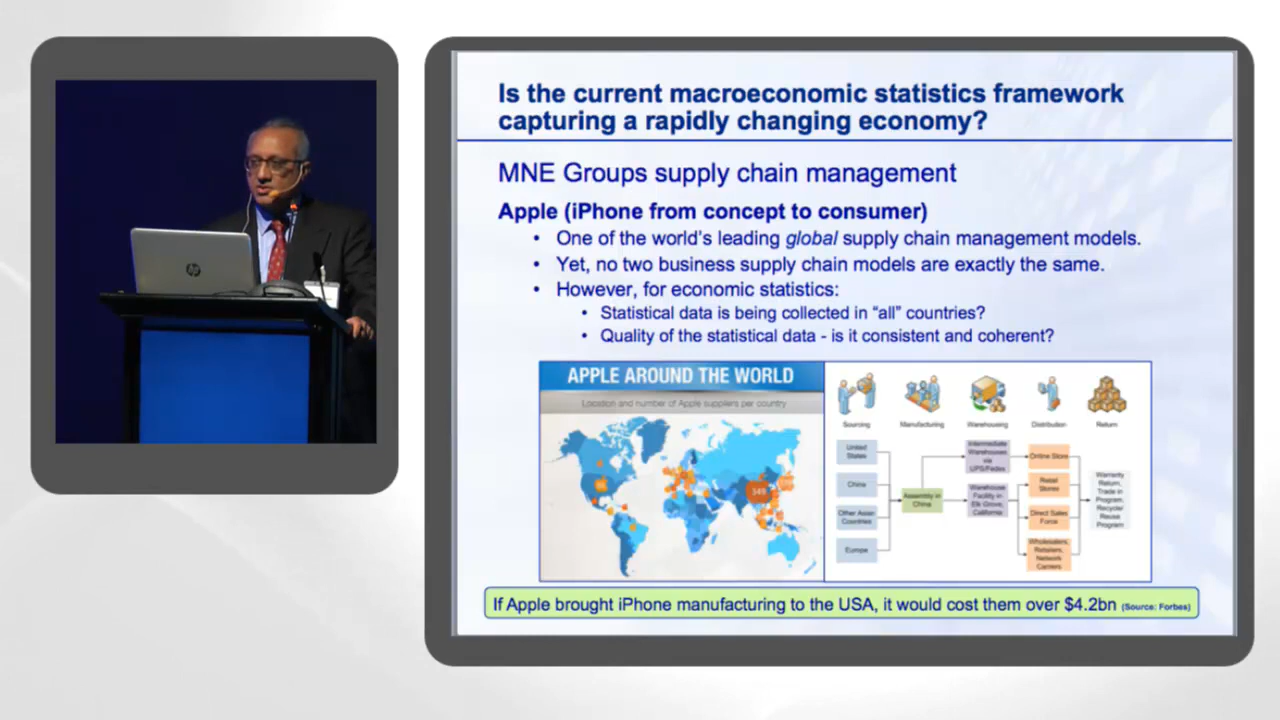 hp
Is the current macroeconomic statistics framework
capturing a rapidly changing economy?
MNE Groups supply chain management
Apple (iPhone from concept to consumer)
• One of the world's leading global supply chain management models.
• Yet, no two business supply chain models are exactly the same.
• However, for economic statistics:
• Statistical data is being collected in “all” countries?
• Quality of the statistical data - is it consistent and coherent?
APPLE AROUND THE WORLD
Location and number of Apple suppliers per country
349
Sourcing
Manufacturing
Warehousing
Distribution
Return
United
States
China
Other Asian
Countries
Europe
Assembly in
China
Intermediate
Warehouses
via
UPS/Fedex
Warehouse
Facility in
Elk Grove,
California
Online Store
Retail
Stores
Direct Sales
Force
Wholesalers,
Retailers,
Network
Carriers
Warranty
Return,
Trade in
Program,
Recycle/
Reuse
Program
If Apple brought iPhone manufacturing to the USA, it would cost them over $4.2bn (Source: Forbes)